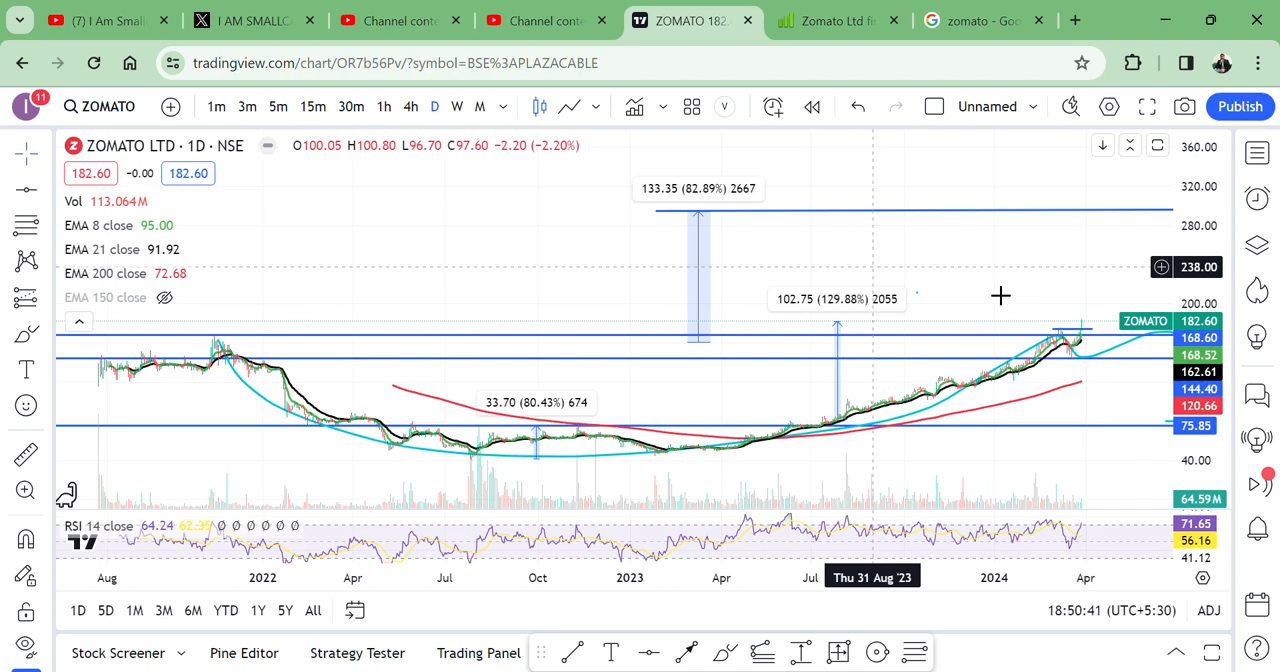 (7) I Am Small
I AM SMALLC
Channel conte
Channel conte
ZOMATO 182.
Zomato Ltd fin
zomato - Goo
tradingview.com/chart/OR7b56Pv/?symbol=BSE%3APLAZACABLE
11
ZOMATO
1m 3m 5m 15m 30m 1h 4h D W M
V
Unnamed
Publish
Z ZOMATO LTD · 1D · NSE
O100.05 H100.80 L96.70 C97.60 −2.20 (−2.20%)
182.60 -0.00 182.60
Vol 113.064M
EMA 8 close 95.00
EMA 21 close 91.92
EMA 200 close 72.68
EMA 150 close
133.35 (82.89%) 2667
102.75 (129.88%) 2055
33.70 (80.43%) 674
360.00
320.00
280.00
238.00
200.00
ZOMATO 182.60
168.60
168.52
162.61
144.40
120.66
75.85
40.00
64.59M
RSI 14 close 64.24 62.35 Ø Ø Ø Ø Ø Ø
71.65
56.16
41.12
Aug 2022 Apr Jul Oct 2023 Apr Jul Thu 31 Aug '23 2024 Apr
1D 5D 1M 3M 6M YTD 1Y 5Y All
18:50:41 (UTC+5:30) ADJ
Stock Screener Pine Editor Strategy Tester Trading Panel